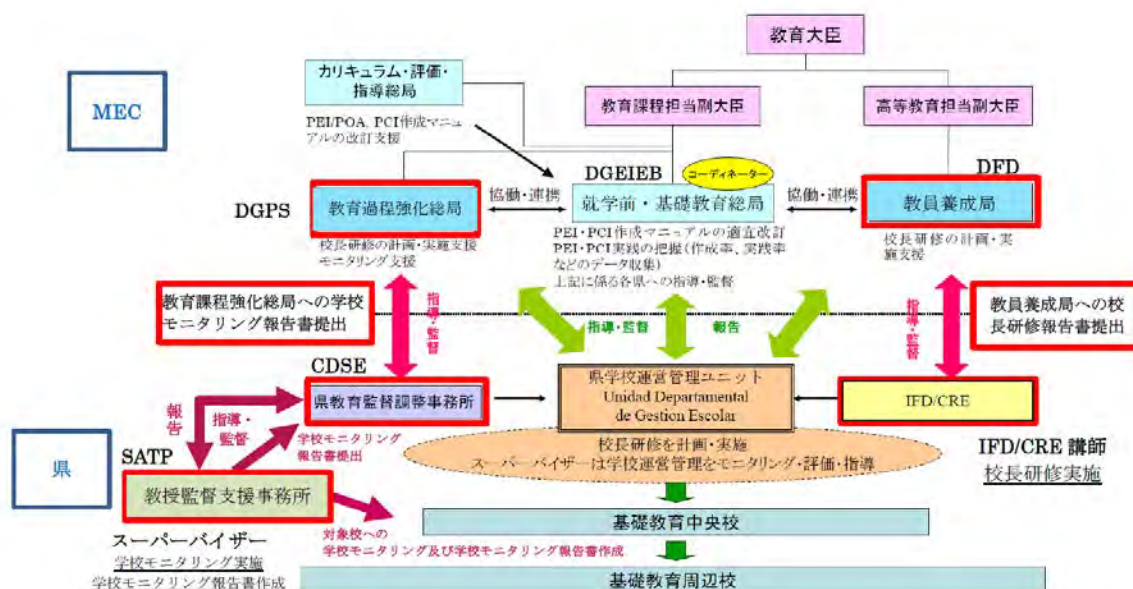 教育大臣
カリキュラム・評価・
指導総局
MEC
教育課程担当副大臣
高等教育担当副大臣
PEI/POA、PCI作成マニュ
アルの改訂支援
DGEIEB
コーディネーター
DFD
DGPS
教育過程強化総局
協働・連携
就学前・基礎教育総局
協働・連携
教員養成局
校長研修の計画・実施支援
モニタリング支援
PEI・PCI作成マニュアルの適宜改訂
PEI・PCI実践の把握(作成率、実践率
などのデータ収集)
上記に係る各県への指導・監督
校長研修の計画・実
施支援
教育課程強化総局への学校
モニタリング報告書提出
指導・監督
指導・監督
報告
指導・監督
教員養成局への校
長研修報告書提出
CDSE
県教育監督調整事務所
県学校運営管理ユニット
Unidad Departamental
de Gestion Escolar
IFD/CRE
報告
指導・
監督
学校モニタリング
報告書提出
校長研修を計画・実施
スーパーバイザーは学校運営管理をモニタリング・評価・指導
IFD/CRE 講師
校長研修実施
県
SATP
教授監督支援事務所
基礎教育中央校
対象校への
学校モニタリング及び学校モニタリング報告書作成
スーパーバイザー
学校モニタリング実施
学校モニタリング報告書作成
基礎教育周辺校